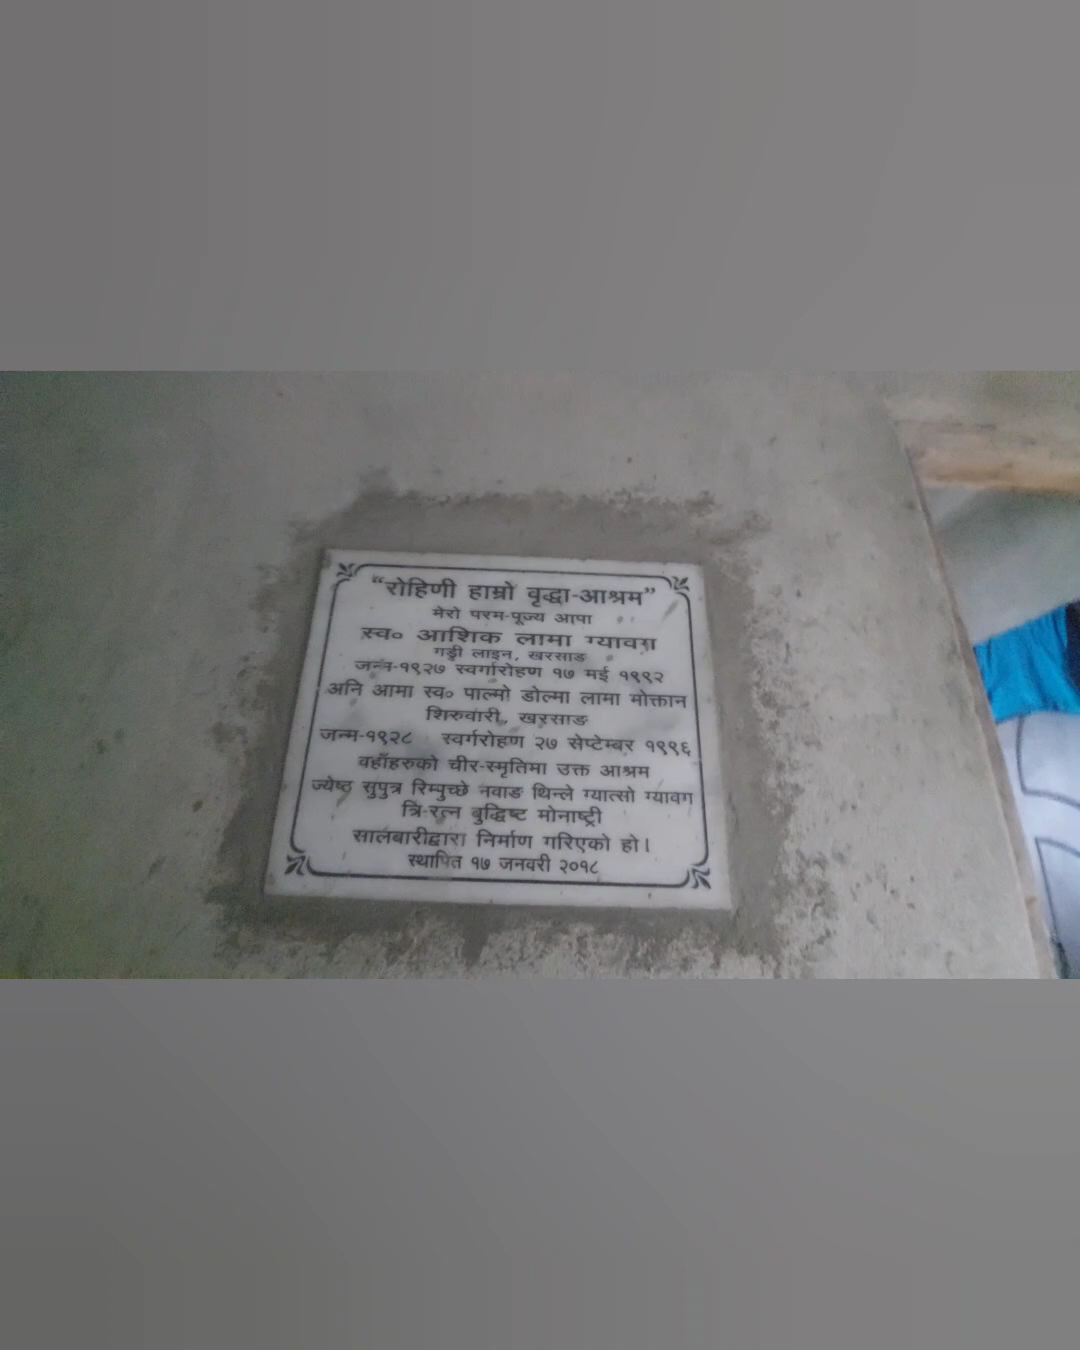 “रोहिणी हाम्रो वृद्धा-आश्रम”
मेरो परम-पूज्य आपा
स्व० आशिक लामा ग्यावग
गड्डी लाइन, खरसाङ
जन्म-१९२७ स्वर्गारोहण १७ मई १९९२
अनि आमा स्व० पाल्मो डोल्मा लामा मोक्तान
शिरुवारी, खरसाङ
जन्म-१९२८ स्वर्गरोहण २७ सेप्टेम्बर १९९६
वहाँहरुको चीर-स्मृतिमा उक्त आश्रम
ज्येष्ठ सुपुत्र रिम्पुच्छे नवाङ थिन्ले ग्यात्सो ग्यावग
त्रि-रत्न बुद्धिष्ट मोनाष्ट्री
सालबारीद्वारा निर्माण गरिएको हो।
स्थापित १७ जनवरी २०१८